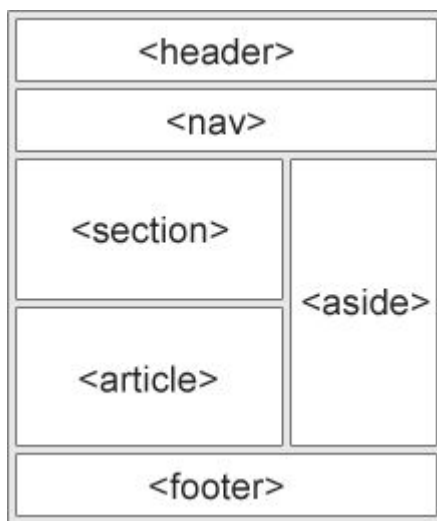 <header>
<nav>
<section>
<aside>
<article>
<footer>